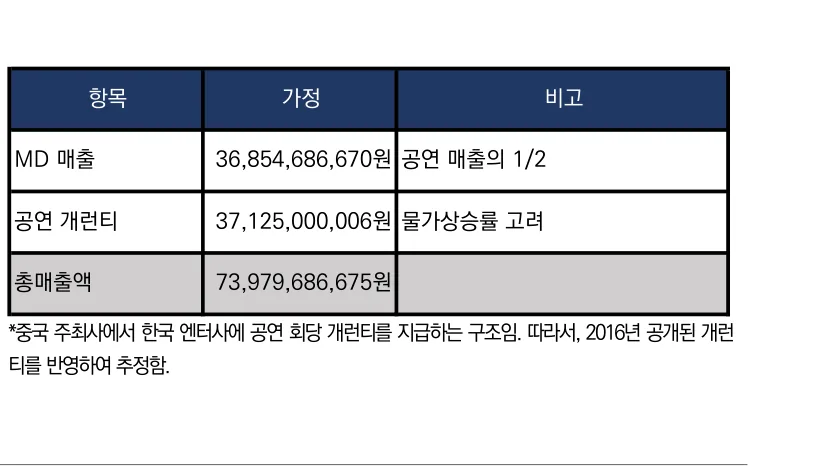 항목 가정 비고
MD 매출 36,854,686,670원 공연 매출의 1/2
공연 개런티 37,125,000,006원 물가상승률 고려
총매출액 73,979,686,675원
*중국 주최사에서 한국 엔터사에 공연 회당 개런티를 지급하는 구조임. 따라서, 2016년 공개된 개런
티를 반영하여 추정함.